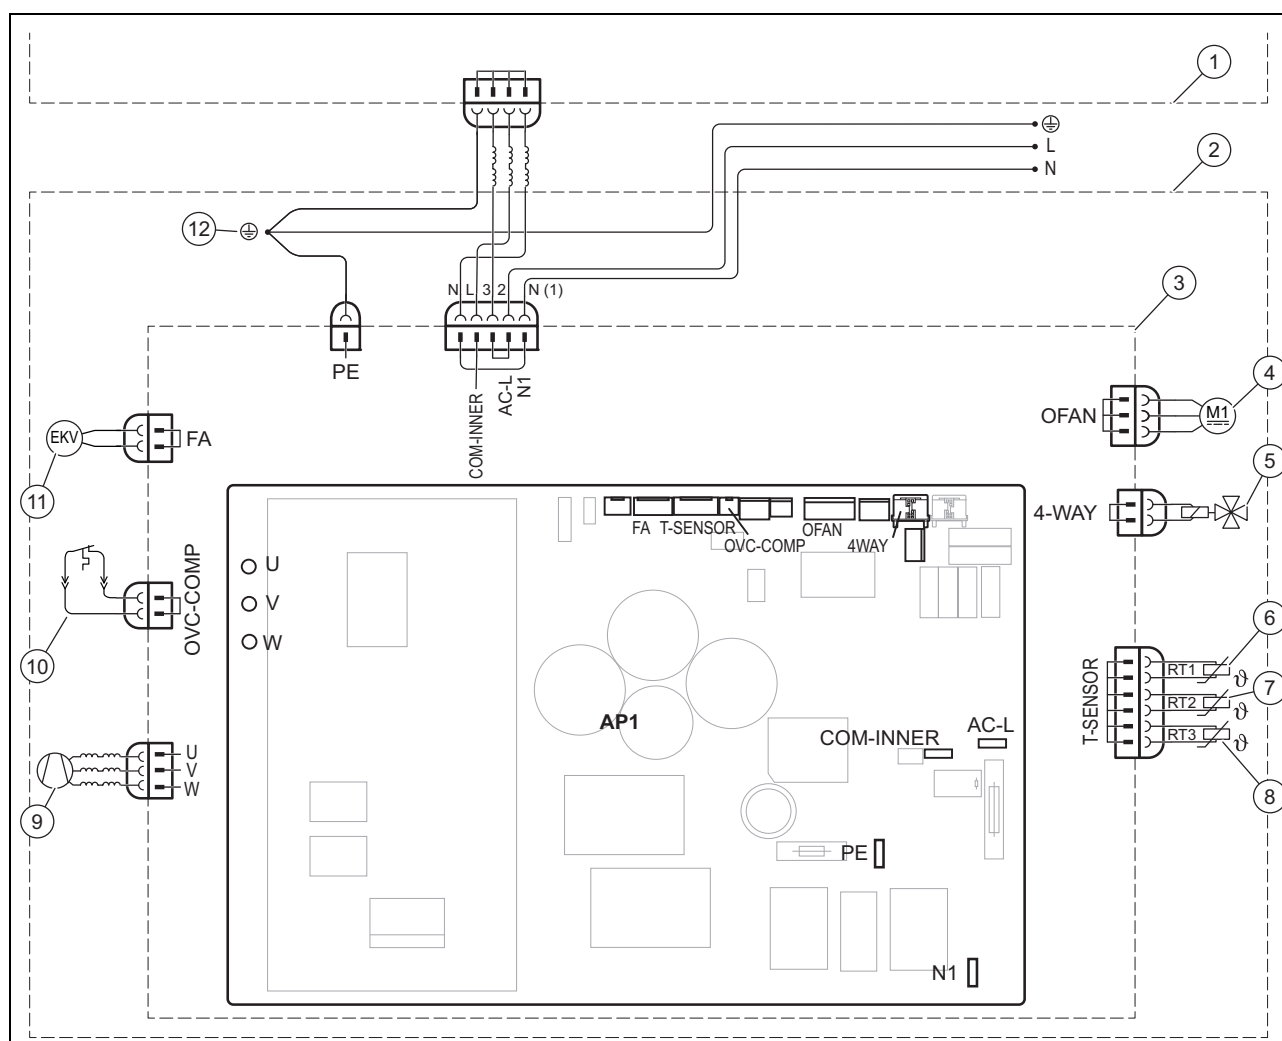 1
⏚
L
N
2
12
⏚
N L 3 2 N (1)
3
PE
COM-INNER
AC-L
N1
4
OFAN
M1
EKV
FA
11
5
4-WAY
FA T-SENSOR
OVC-COMP
OFAN
4WAY
U
V
W
OVC-COMP
10
6
T-SENSOR
RT1
ϑ
7
RT2
ϑ
RT3
ϑ
8
AP1
COM-INNER
AC-L
U
V
W
9
PE
N1